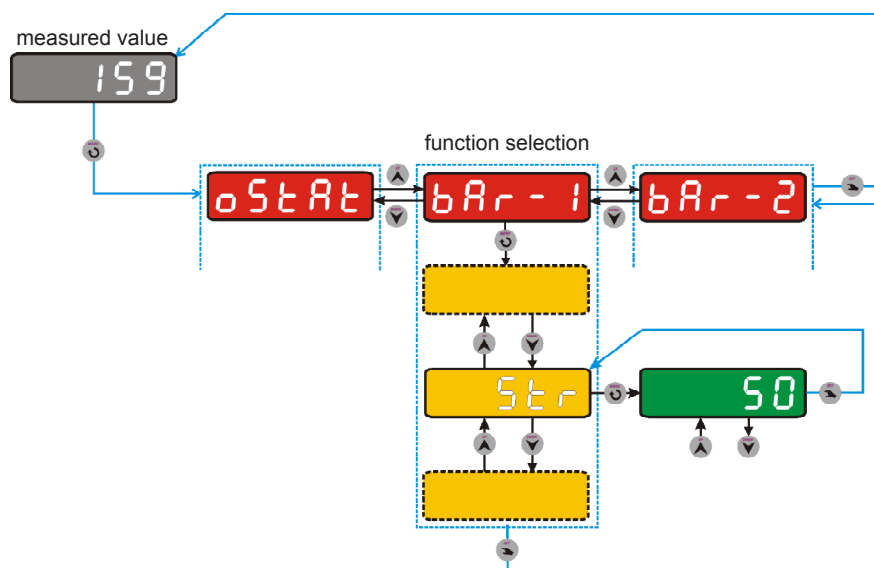 measured value
159
function selection
oStAt
bAr-1
bAr-2
Str
50